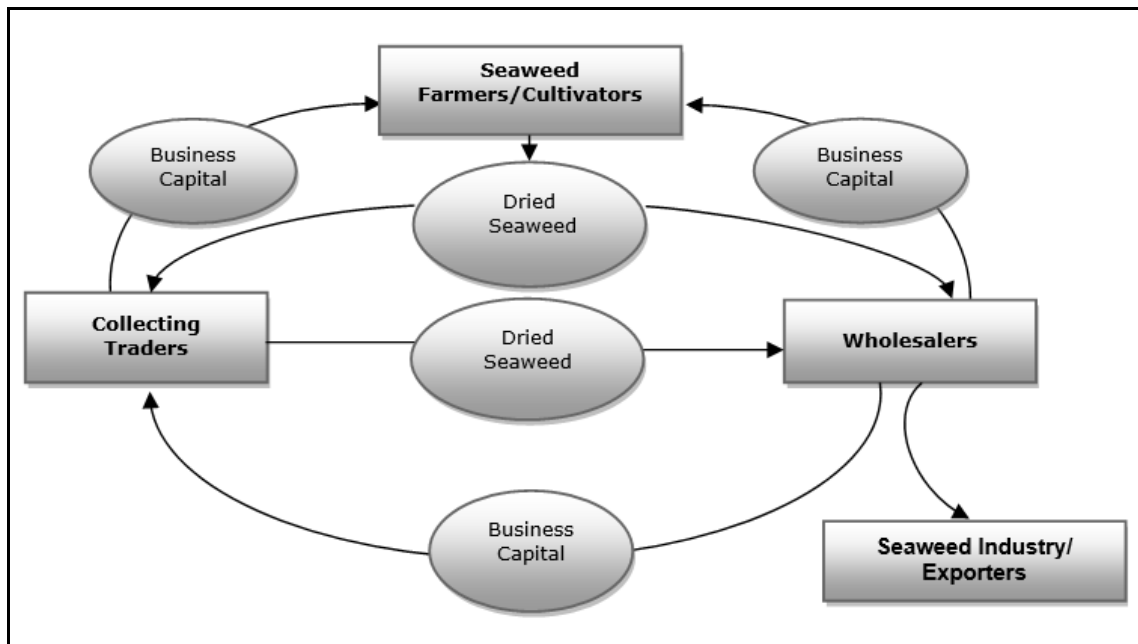 Seaweed
Farmers/Cultivators
Business
Capital
Business
Capital
Dried
Seaweed
Collecting
Traders
Dried
Seaweed
Wholesalers
Business
Capital
Seaweed Industry/
Exporters